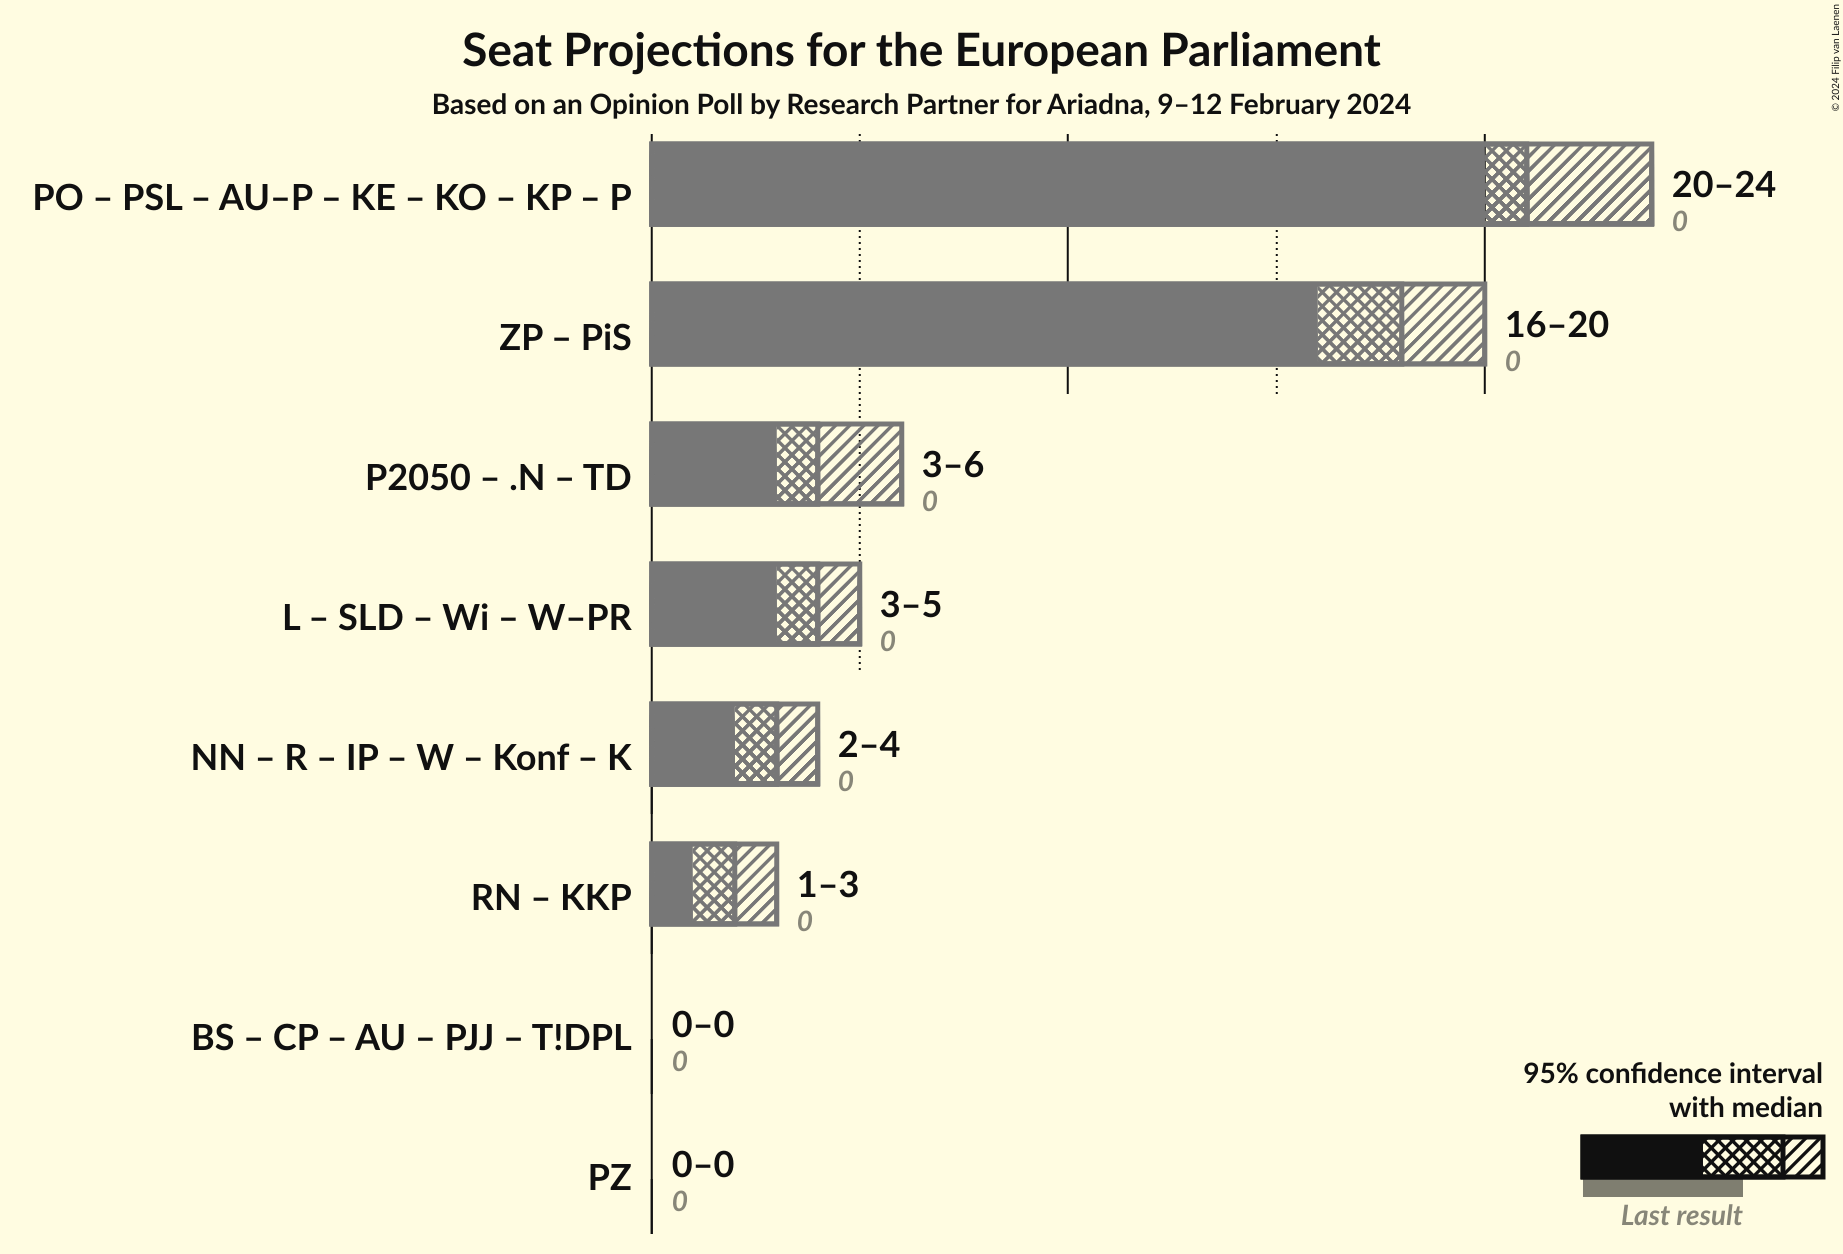 Seat Projections for the European Parliament
Based on an Opinion Poll by Research Partner for Ariadna, 9–12 February 2024
© 2024 Filip van Laenen
PO – PSL – AU–P – KE – KO – KP – P
20–24
0
ZP – PiS
16–20
0
P2050 – .N – TD
3–6
0
L – SLD – Wi – W–PR
3–5
0
NN – R – IP – W – Konf – K
2–4
0
RN – KKP
1–3
0
BS – CP – AU – PJJ – T!DPL
0–0
0
PZ
0–0
0
95% confidence interval
with median
Last result